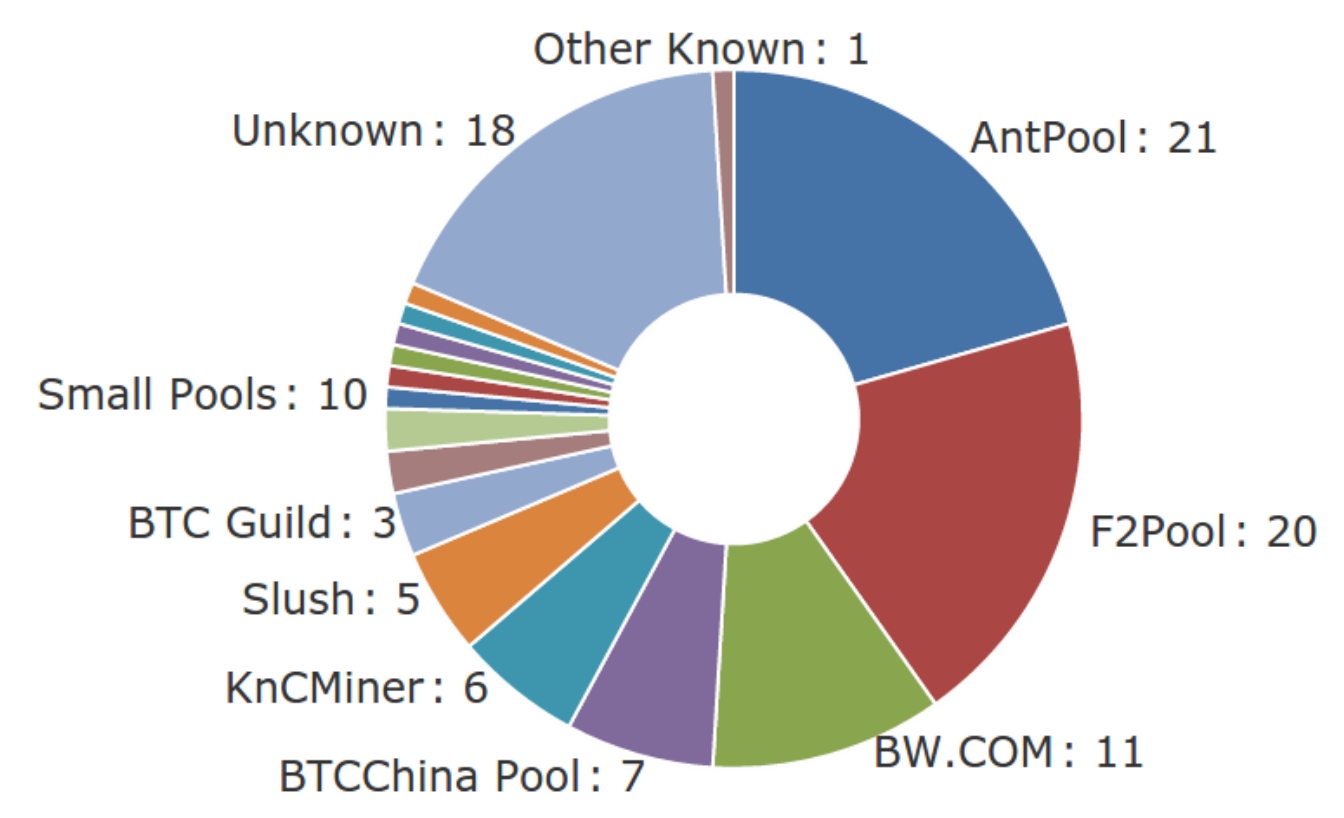 Other Known: 1
Unknown: 18
AntPool: 21
Small Pools: 10
F2Pool: 20
BTC Guild: 3
Slush: 5
KnCMiner: 6
BW.COM: 11
BTCChina Pool: 7